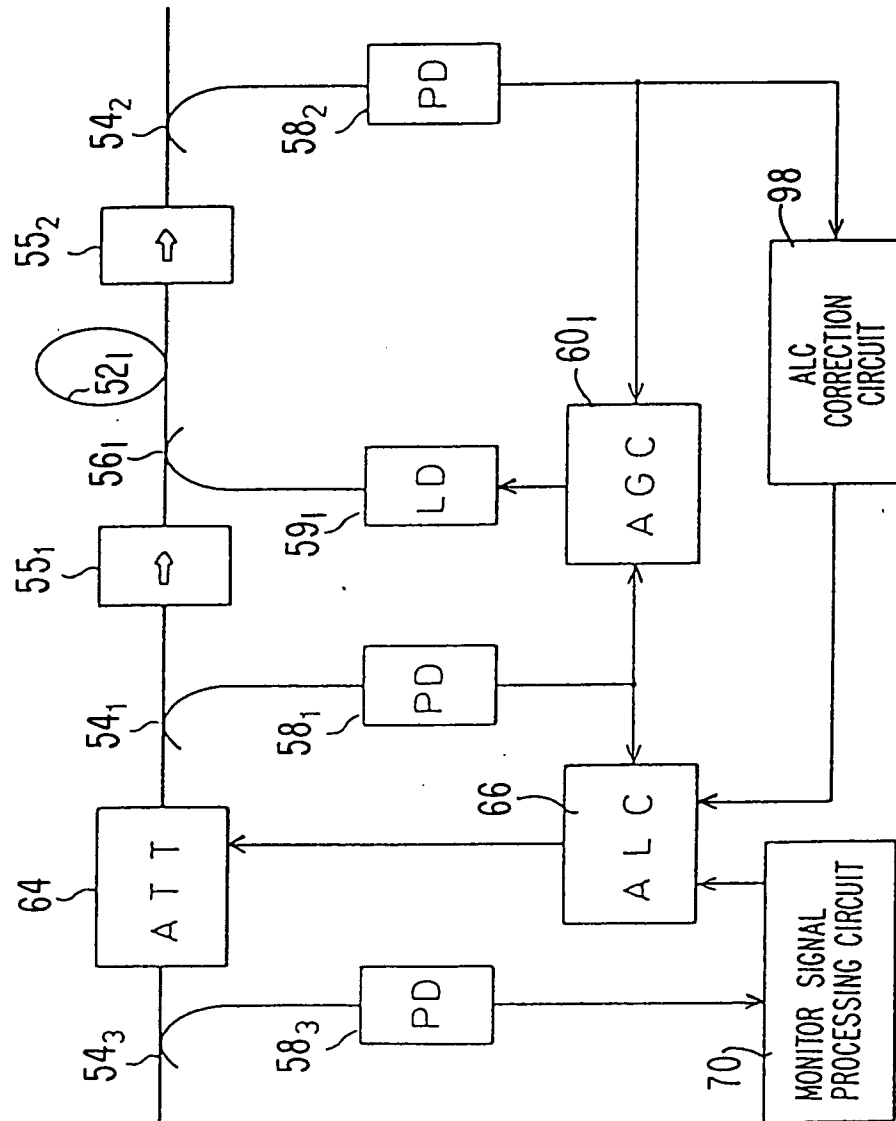 54₃
64
ATT
54₁
55₁
56₁
52₁
55₂
54₂
58₃
PD
58₁
PD
59₁
LD
58₂
PD
66
ALC
60₁
AGC
98
70
MONITOR SIGNAL
PROCESSING CIRCUIT
ALC
CORRECTION
CIRCUIT